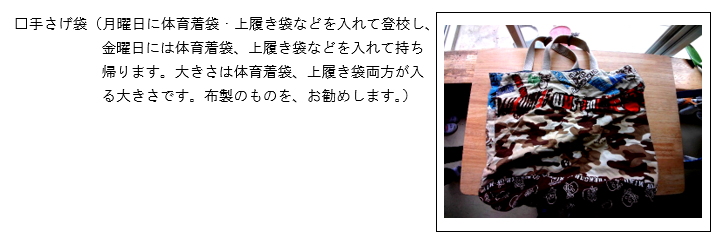 □手さげ袋（月曜日に体育着袋・上履き袋などを入れて登校し、
金曜日には体育着袋、上履き袋などを入れて持ち
帰ります。大きさは体育着袋、上履き袋両方が入
る大きさです。布製のものを、お勧めします。）